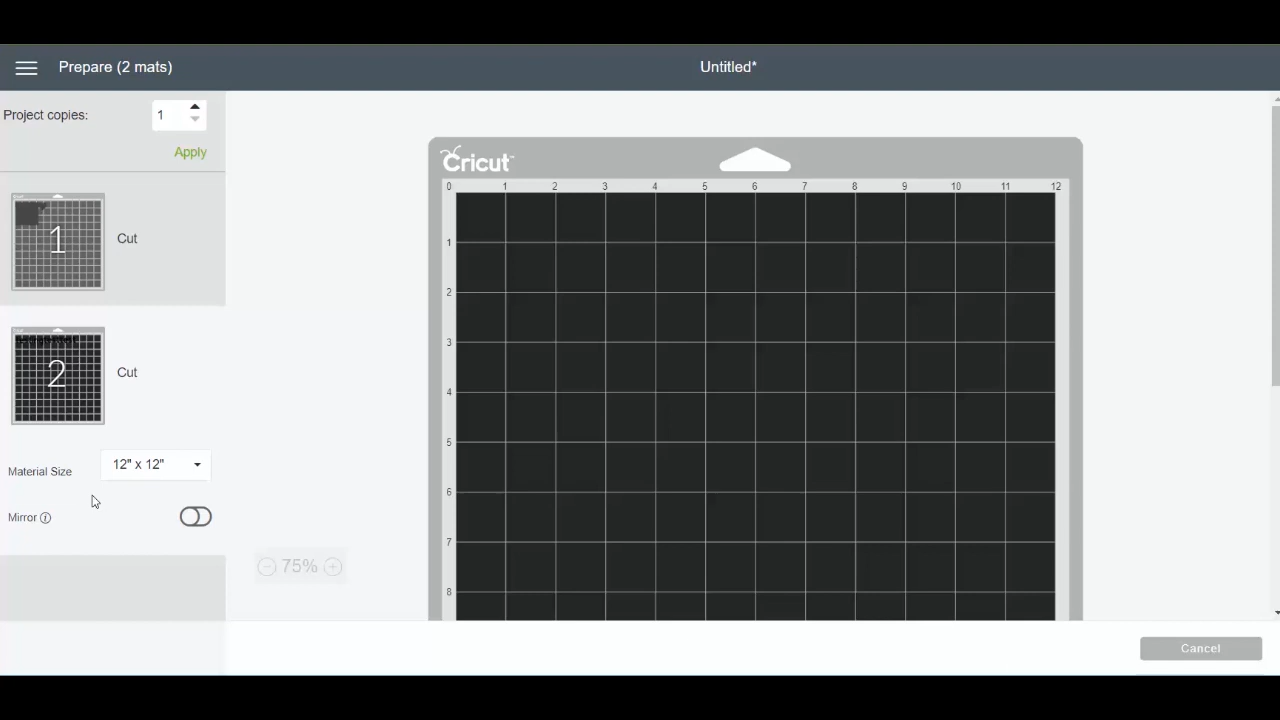 Prepare (2 mats)
Untitled*
Project copies:
1
Apply
1
Cut
2
Cut
Material Size
12" x 12"
Mirror
75%
Cricut™
0 1 2 3 4 5 6 7 8 9 10 11 12
1
2
3
4
5
6
7
8
Cancel